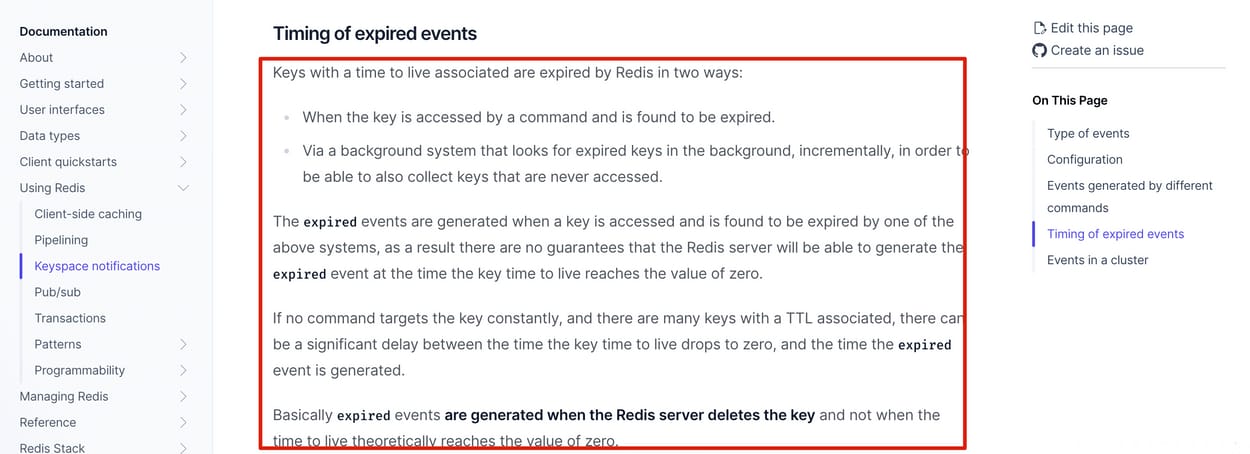 Documentation
About
Getting started
User interfaces
Data types
Client quickstarts
Using Redis
Client-side caching
Pipelining
Keyspace notifications
Pub/sub
Transactions
Patterns
Programmability
Managing Redis
Reference
Redis Stack
Timing of expired events
Keys with a time to live associated are expired by Redis in two ways:
When the key is accessed by a command and is found to be expired.
Via a background system that looks for expired keys in the background, incrementally, in order to
be able to also collect keys that are never accessed.
The expired events are generated when a key is accessed and is found to be expired by one of the
above systems, as a result there are no guarantees that the Redis server will be able to generate the
expired event at the time the key time to live reaches the value of zero.
If no command targets the key constantly, and there are many keys with a TTL associated, there can
be a significant delay between the time the key time to live drops to zero, and the time the expired
event is generated.
Basically expired events are generated when the Redis server deletes the key and not when the
time to live theoretically reaches the value of zero.
Edit this page
Create an issue
On This Page
Type of events
Configuration
Events generated by different
commands
Timing of expired events
Events in a cluster